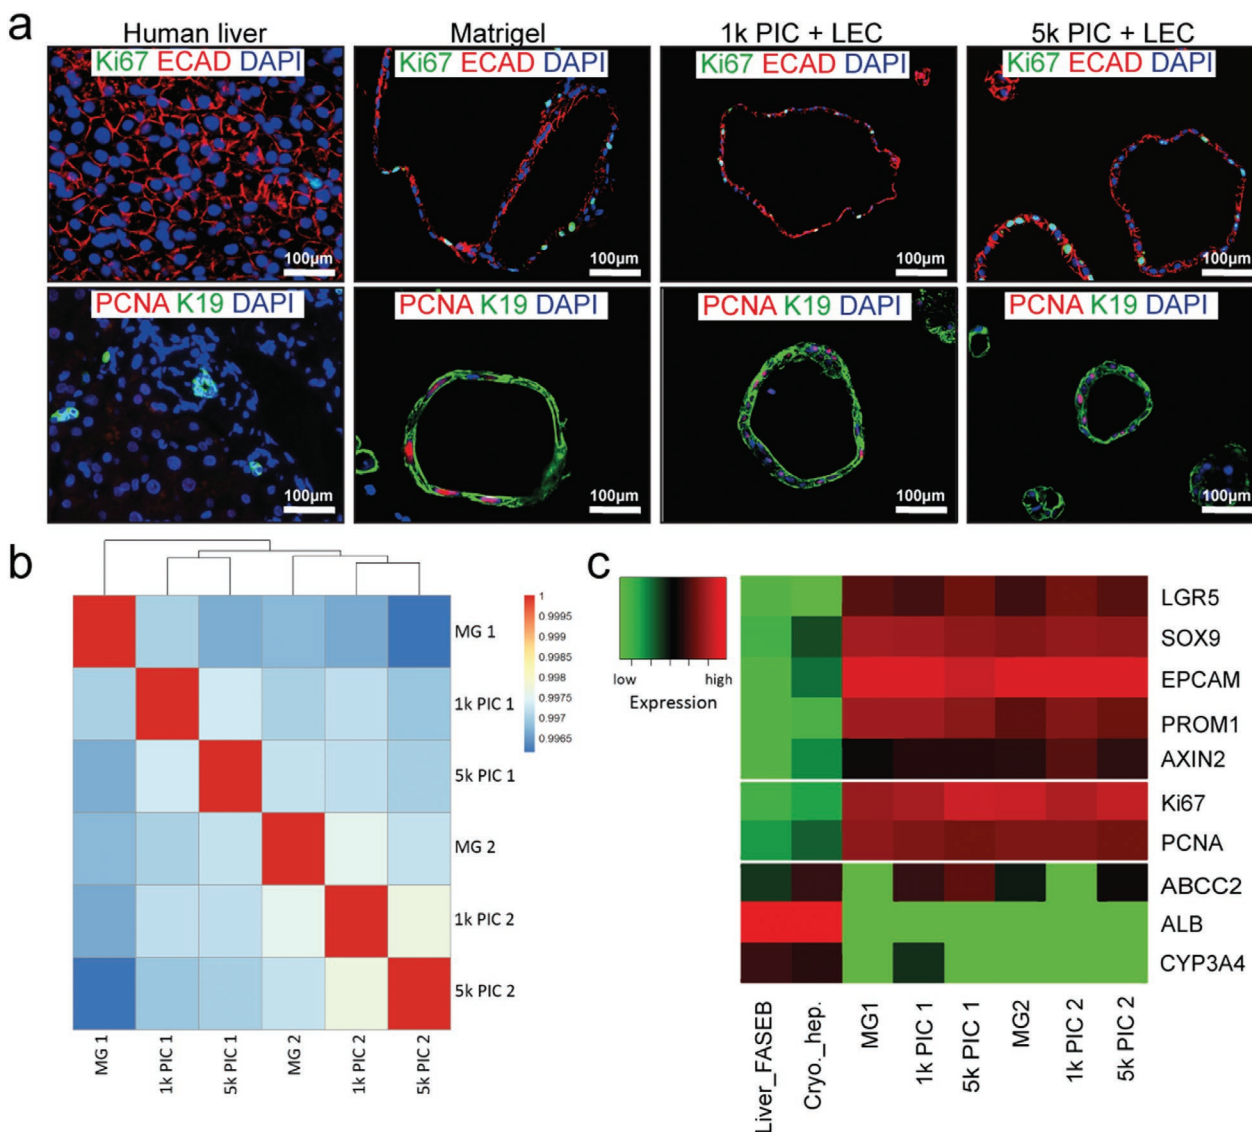 a
Human liver
Matrigel
1k PIC + LEC
5k PIC + LEC
Ki67 ECAD DAPI
Ki67 ECAD DAPI
Ki67 ECAD DAPI
Ki67 ECAD DAPI
100μm
100μm
100μm
100μm
PCNA K19 DAPI
PCNA K19 DAPI
PCNA K19 DAPI
PCNA K19 DAPI
100μm
100μm
100μm
100μm
b
MG 1
1k PIC 1
5k PIC 1
MG 2
1k PIC 2
5k PIC 2
MG 1
1k PIC 1
5k PIC 1
MG 2
1k PIC 2
5k PIC 2
1
0.9995
0.999
0.9985
0.998
0.9975
0.997
0.9965
c
low
high
Expression
LGR5
SOX9
EPCAM
PROM1
AXIN2
Ki67
PCNA
ABCC2
ALB
CYP3A4
Liver_FASEB
Cryo._hep.
MG1
1k PIC 1
5k PIC 1
MG2
1k PIC 2
5k PIC 2